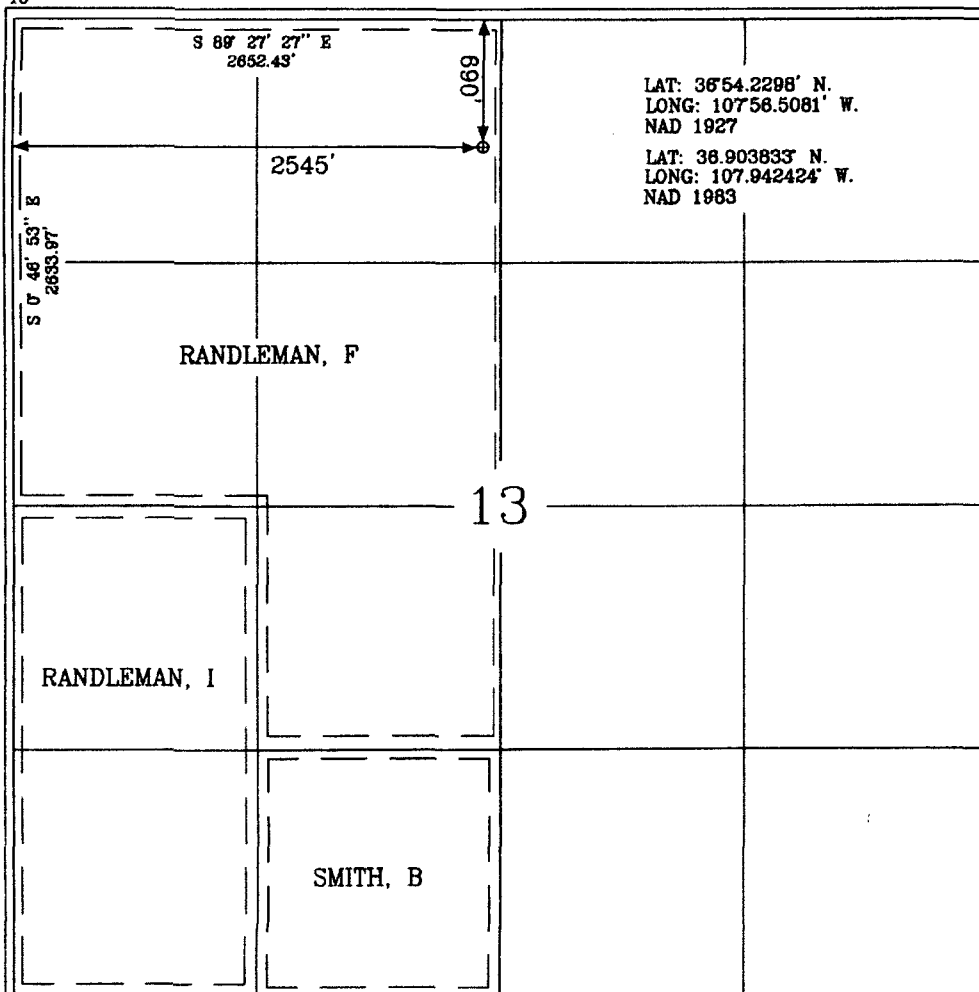 S 89° 27' 27" E
2652.43'
690'
2545'
LAT: 36°54.2298' N.
LONG: 107°56.5081' W.
NAD 1927
LAT: 36.903833° N.
LONG: 107.942424° W.
NAD 1983
S 0° 46' 53" E
2633.97'
RANDLEMAN, F
13
RANDLEMAN, I
SMITH, B